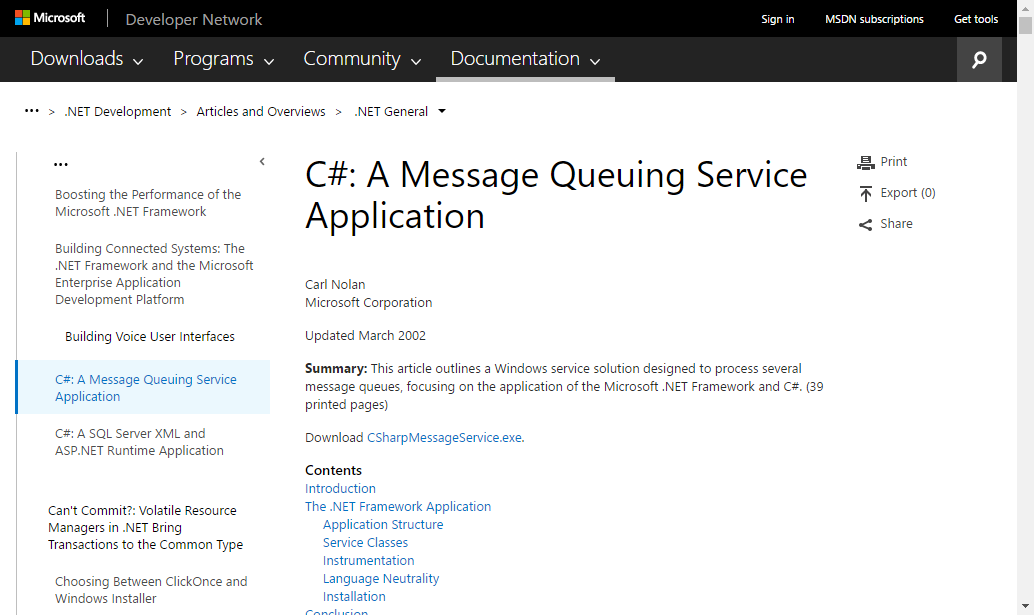 Microsoft Developer Network
Sign in MSDN subscriptions Get tools
Downloads Programs Community Documentation
... > .NET Development > Articles and Overviews > .NET General
...
Boosting the Performance of the
Microsoft .NET Framework
Building Connected Systems: The
.NET Framework and the Microsoft
Enterprise Application
Development Platform
Building Voice User Interfaces
C#: A Message Queuing Service
Application
C#: A SQL Server XML and
ASP.NET Runtime Application
Can't Commit?: Volatile Resource
Managers in .NET Bring
Transactions to the Common Type
Choosing Between ClickOnce and
Windows Installer
C#: A Message Queuing Service
Application
Carl Nolan
Microsoft Corporation
Updated March 2002
Summary: This article outlines a Windows service solution designed to process several
message queues, focusing on the application of the Microsoft .NET Framework and C#. (39
printed pages)
Download CSharpMessageService.exe.
Contents
Introduction
The .NET Framework Application
Application Structure
Service Classes
Instrumentation
Language Neutrality
Installation
Conclusion
Print
Export (0)
Share